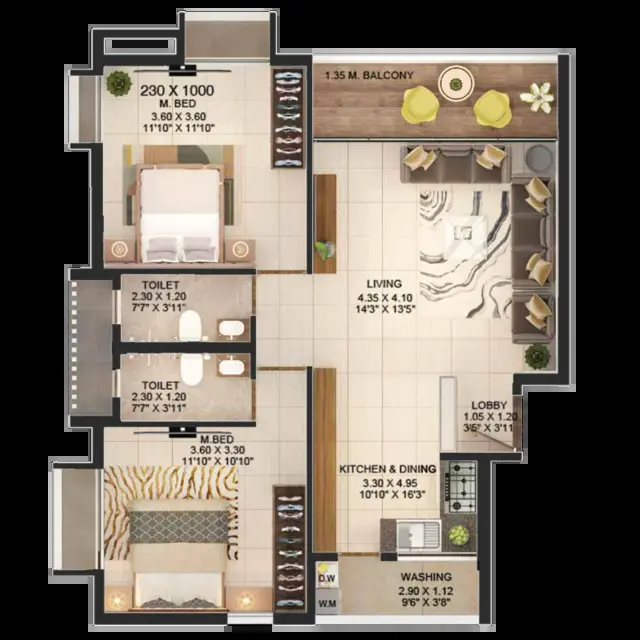 1.35 M. BALCONY
230 X 1000
M. BED
3.60 X 3.60
11'10" X 11'10"
TOILET
2.30 X 1.20
7'7" X 3'11"
LIVING
4.35 X 4.10
14'3" X 13'5"
TOILET
2.30 X 1.20
7'7" X 3'11"
LOBBY
1.05 X 1.20
3'5" X 3'11
M.BED
3.60 X 3.30
11'10" X 10'10"
KITCHEN & DINING
3.30 X 4.95
10'10" X 16'3"
D.W
W.M
WASHING
2.90 X 1.12
9'6" X 3'8"